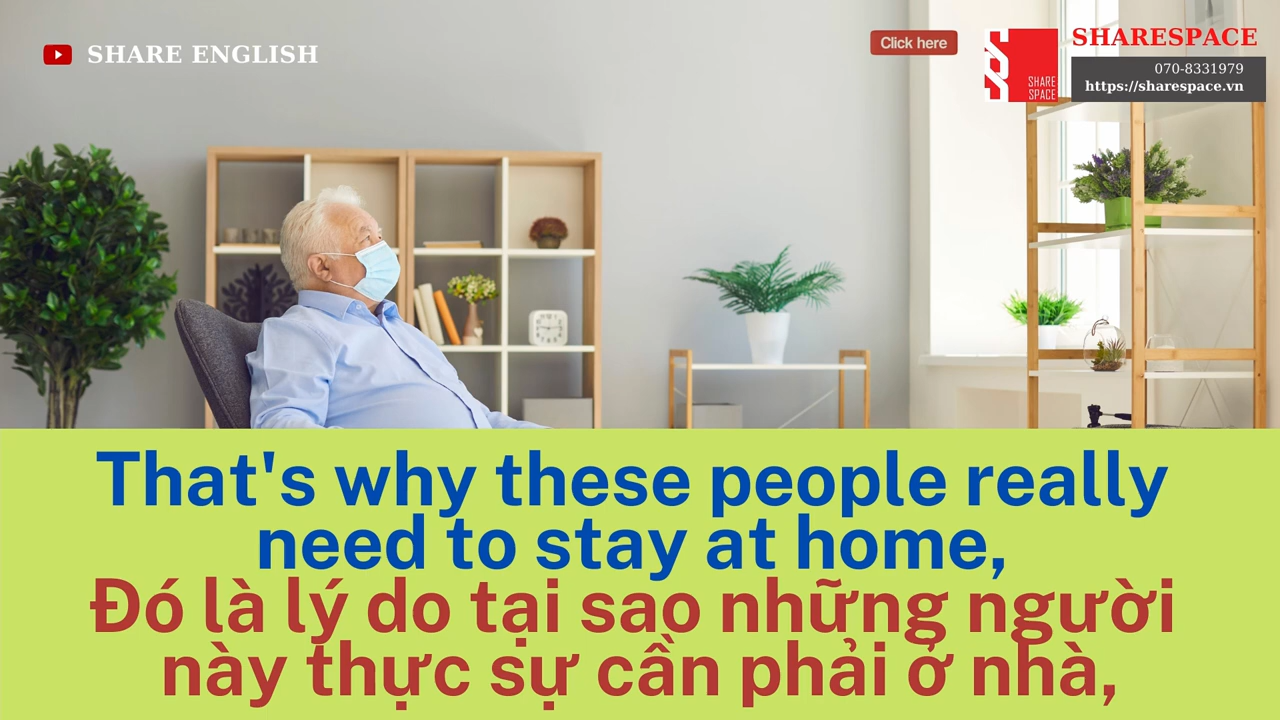 SHARE ENGLISH
Click here
SHARE
SPACE
SHARESPACE
070-8331979
https://sharespace.vn
That's why these people really
need to stay at home,
Đó là lý do tại sao những người
này thực sự cần phải ở nhà,